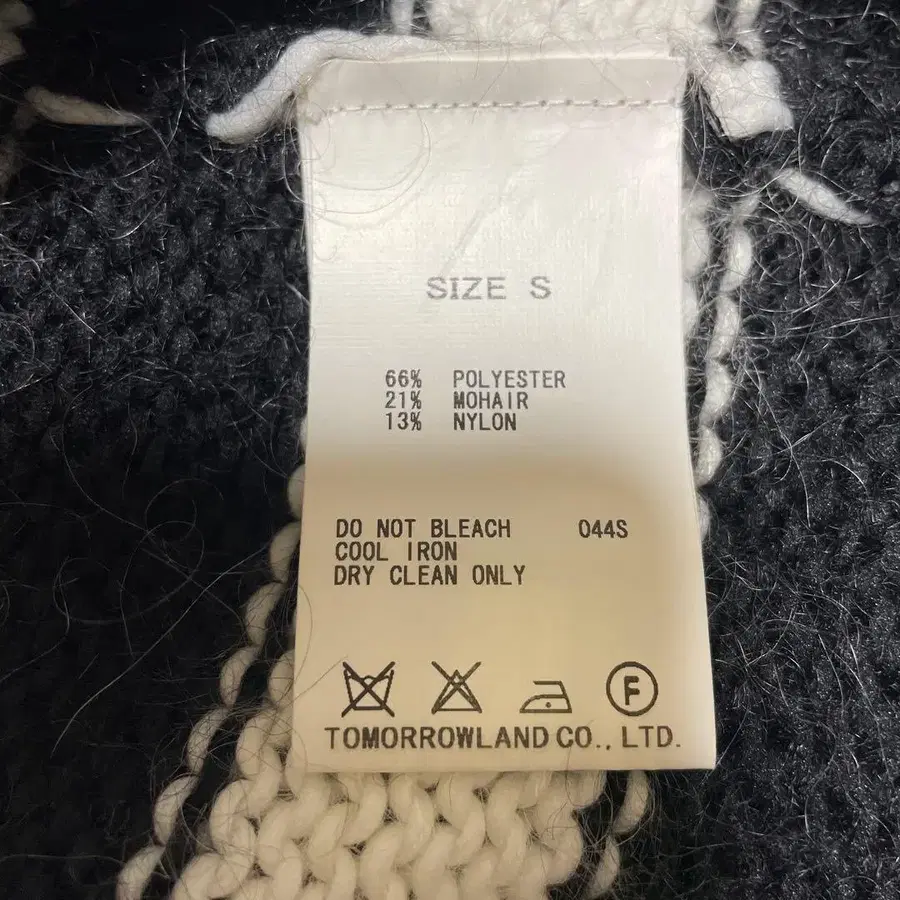 SIZE S
66% POLYESTER
21% MOHAIR
13% NYLON
DO NOT BLEACH 044S
COOL IRON
DRY CLEAN ONLY
F
TOMORROWLAND CO., LTD.